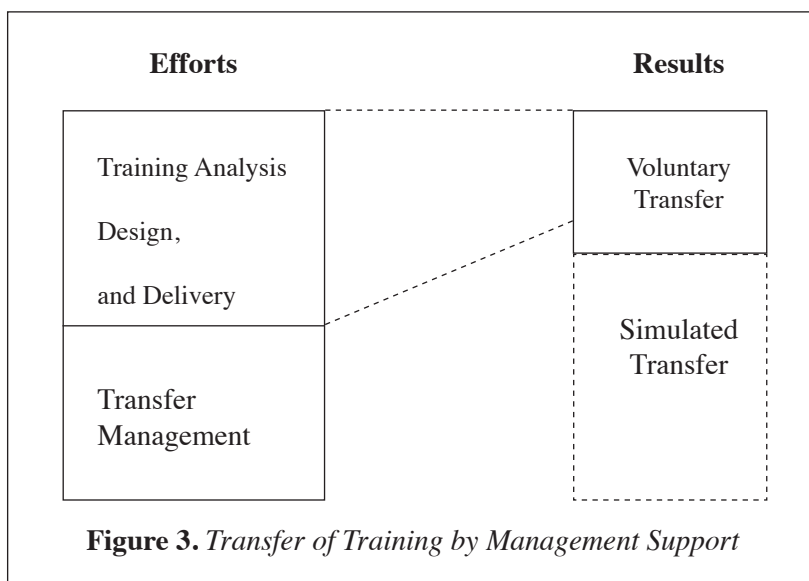 Efforts
Results
Training Analysis
Design,
and Delivery
Voluntary
Transfer
Transfer
Management
Simulated
Transfer
Figure 3. Transfer of Training by Management Support